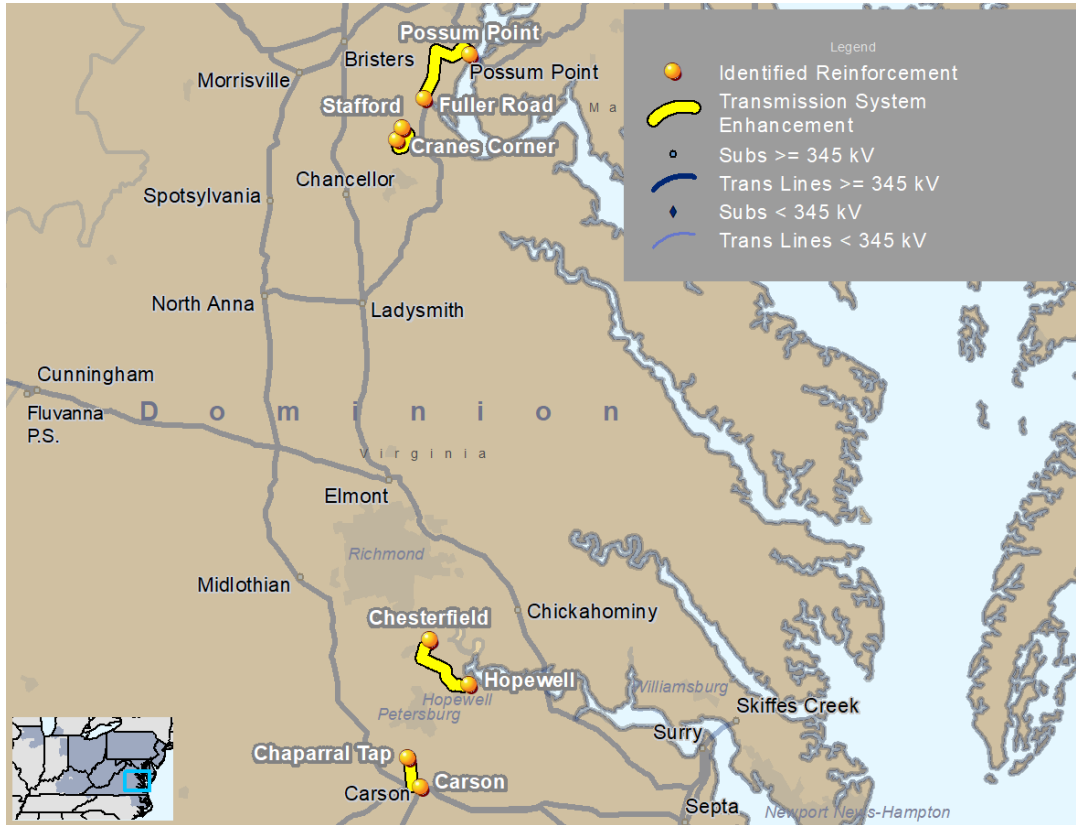 Possum Point
Bristers
Possum Point
Morrisville
Stafford
Fuller Road
Cranes Corner
Chancellor
Spotsylvania
M a
North Anna
Ladysmith
Cunningham
Fluvanna
P.S.
D o m i n i o n
V i r g i n i a
Elmont
Richmond
Midlothian
Chickahominy
Chesterfield
Hopewell
Hopewell
Petersburg
Williamsburg
Skiffes Creek
Surry
Chaparral Tap
Carson
Carson
Septa
Newport News-Hampton
Legend
Identified Reinforcement
Transmission System
Enhancement
Subs >= 345 kV
Trans Lines >= 345 kV
Subs < 345 kV
Trans Lines < 345 kV